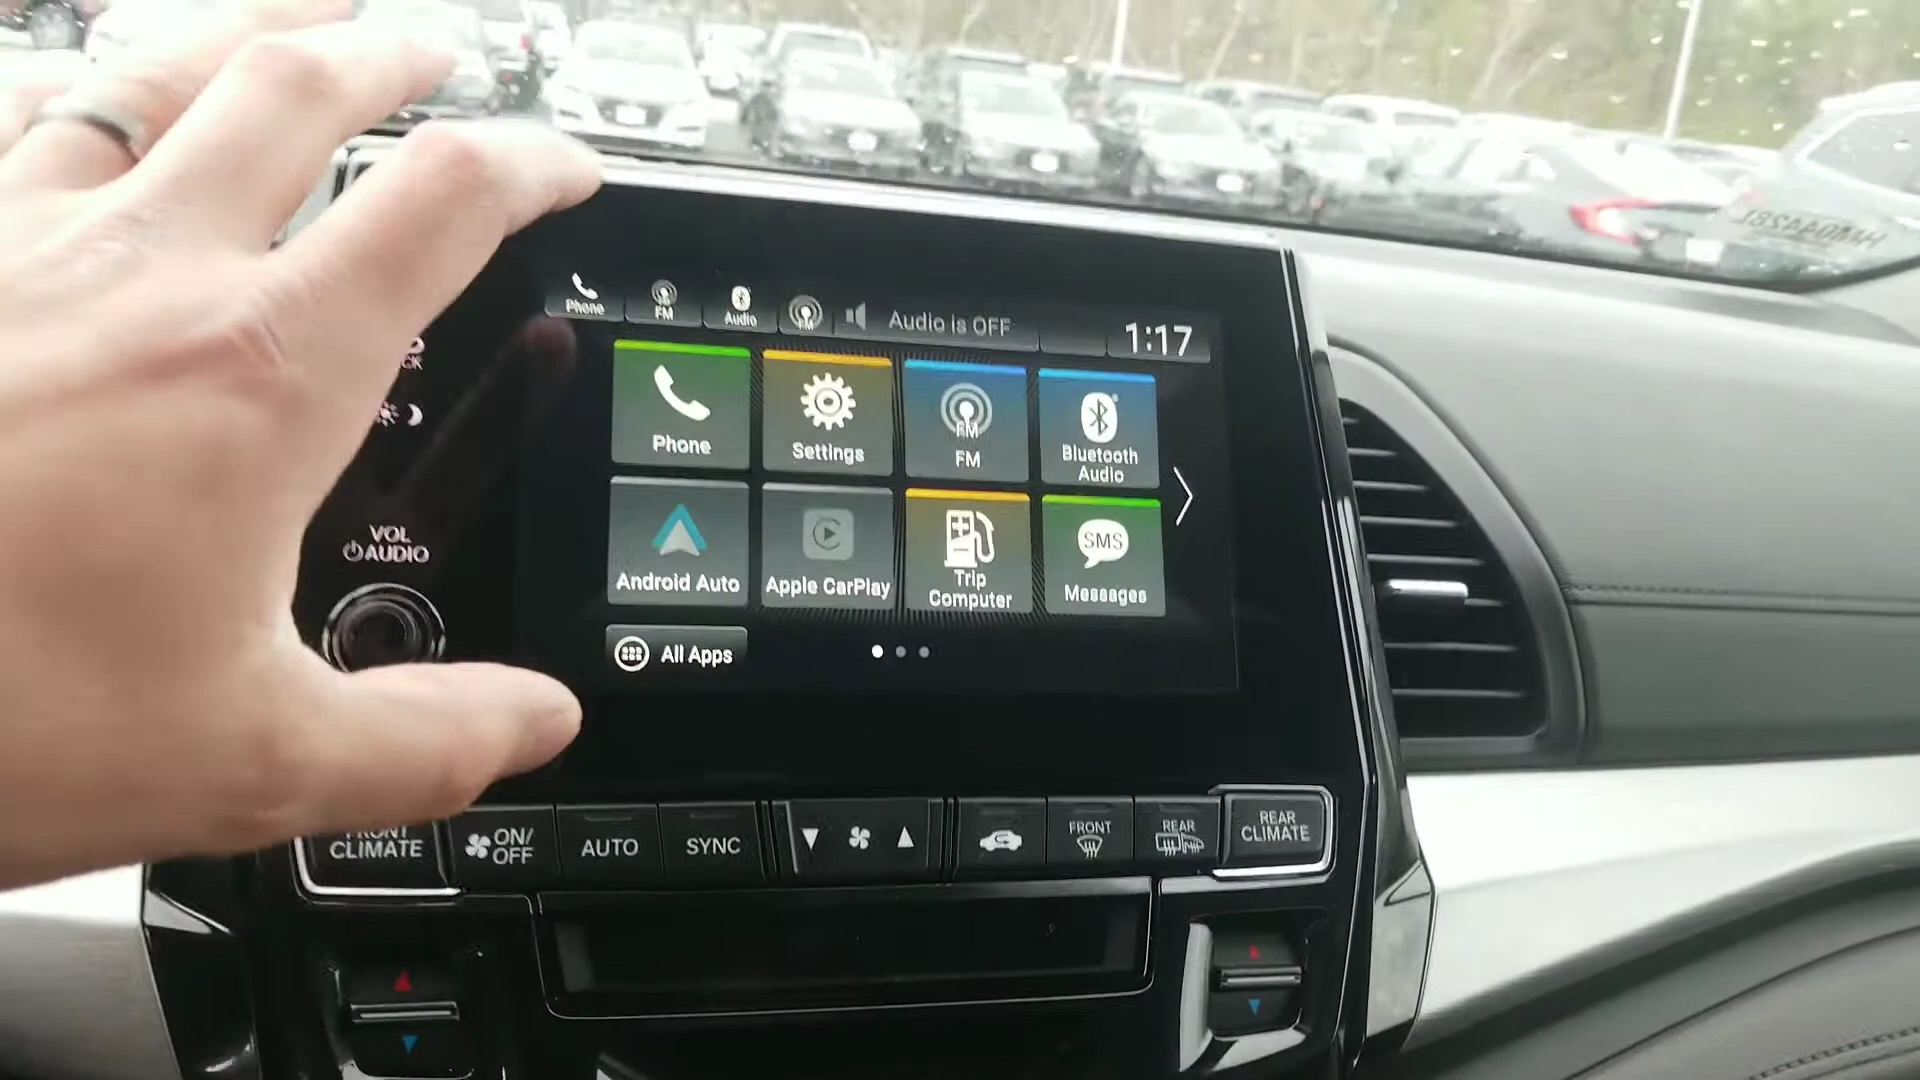 Phone
FM
Audio
FM
Audio is OFF
1:17
Phone
Settings
FM
FM
Bluetooth
Audio
Android Auto
Apple CarPlay
Trip
Computer
SMS
Messages
All Apps
VOL
AUDIO
FRONT
CLIMATE
ON/
OFF
AUTO
SYNC
FRONT
REAR
REAR
CLIMATE